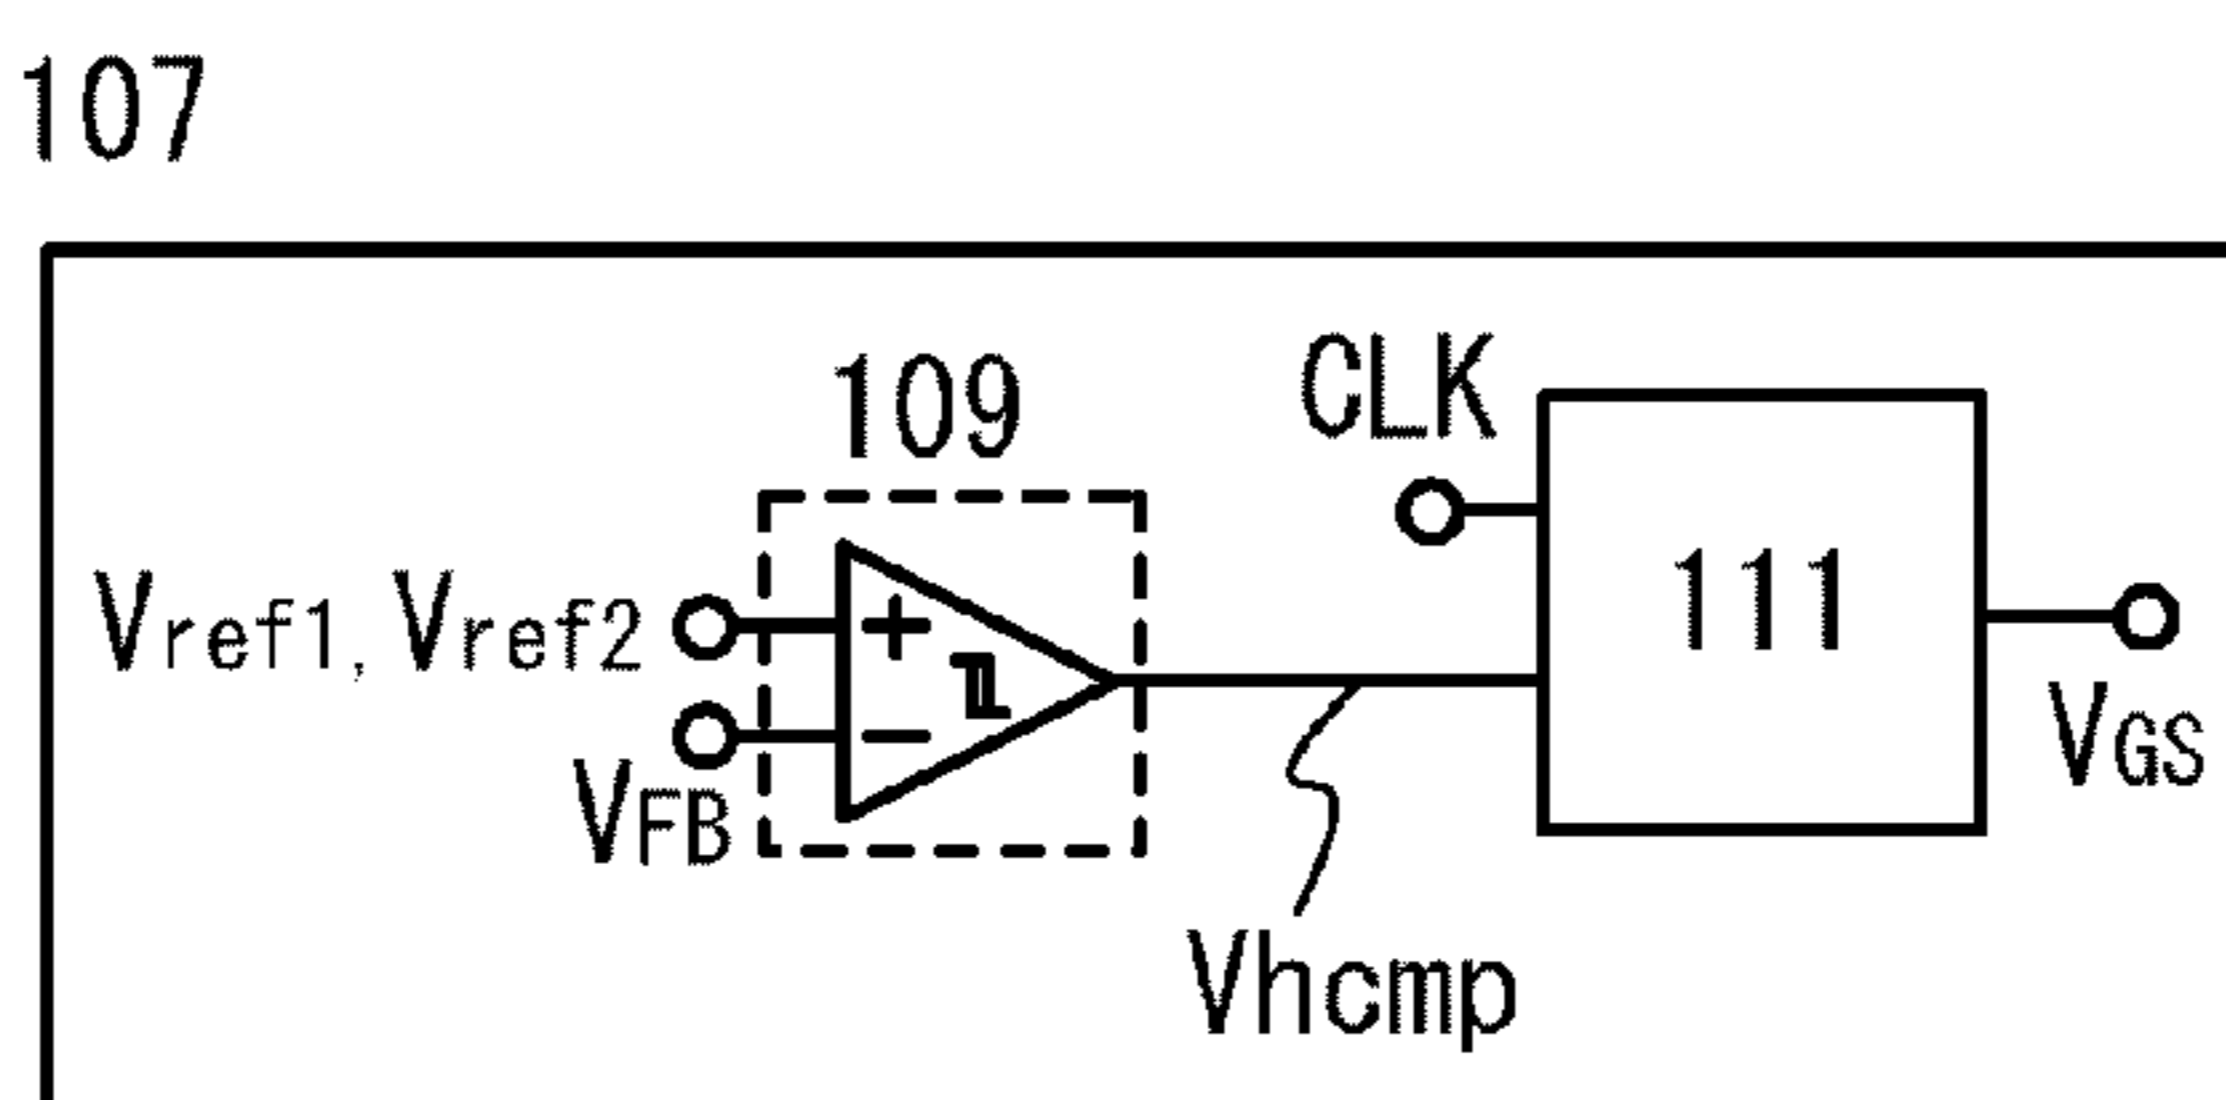 107
109
CLK
Vref1, Vref2
+
111
VFB
−
VGS
Vhcmp